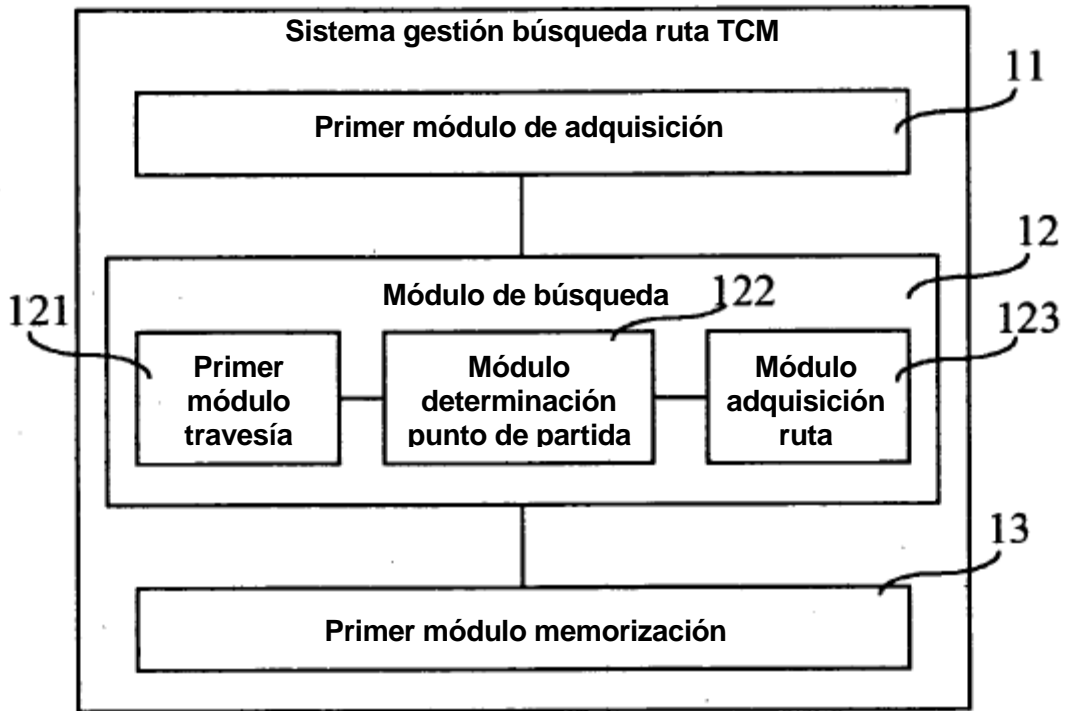 Sistema gestión búsqueda ruta TCM
11
Primer módulo de adquisición
12
Módulo de búsqueda
122
121
123
Primer
módulo
travesía
Módulo
determinación
punto de partida
Módulo
adquisición
ruta
13
Primer módulo memorización